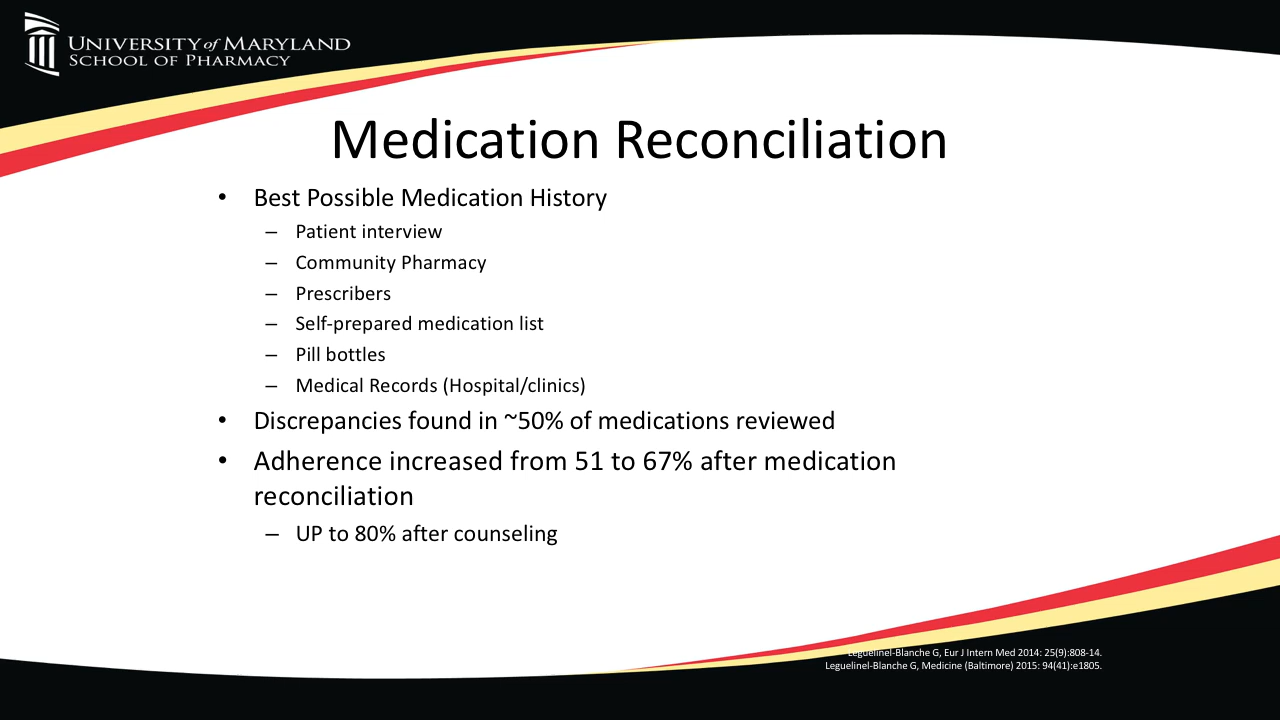 UNIVERSITY of MARYLAND
SCHOOL OF PHARMACY
Medication Reconciliation
• Best Possible Medication History
– Patient interview
– Community Pharmacy
– Prescribers
– Self-prepared medication list
– Pill bottles
– Medical Records (Hospital/clinics)
• Discrepancies found in ~50% of medications reviewed
• Adherence increased from 51 to 67% after medication
reconciliation
– UP to 80% after counseling
Leguelinel-Blanche G, Eur J Intern Med 2014: 25(9):808-14.
Leguelinel-Blanche G, Medicine (Baltimore) 2015: 94(41):e1805.